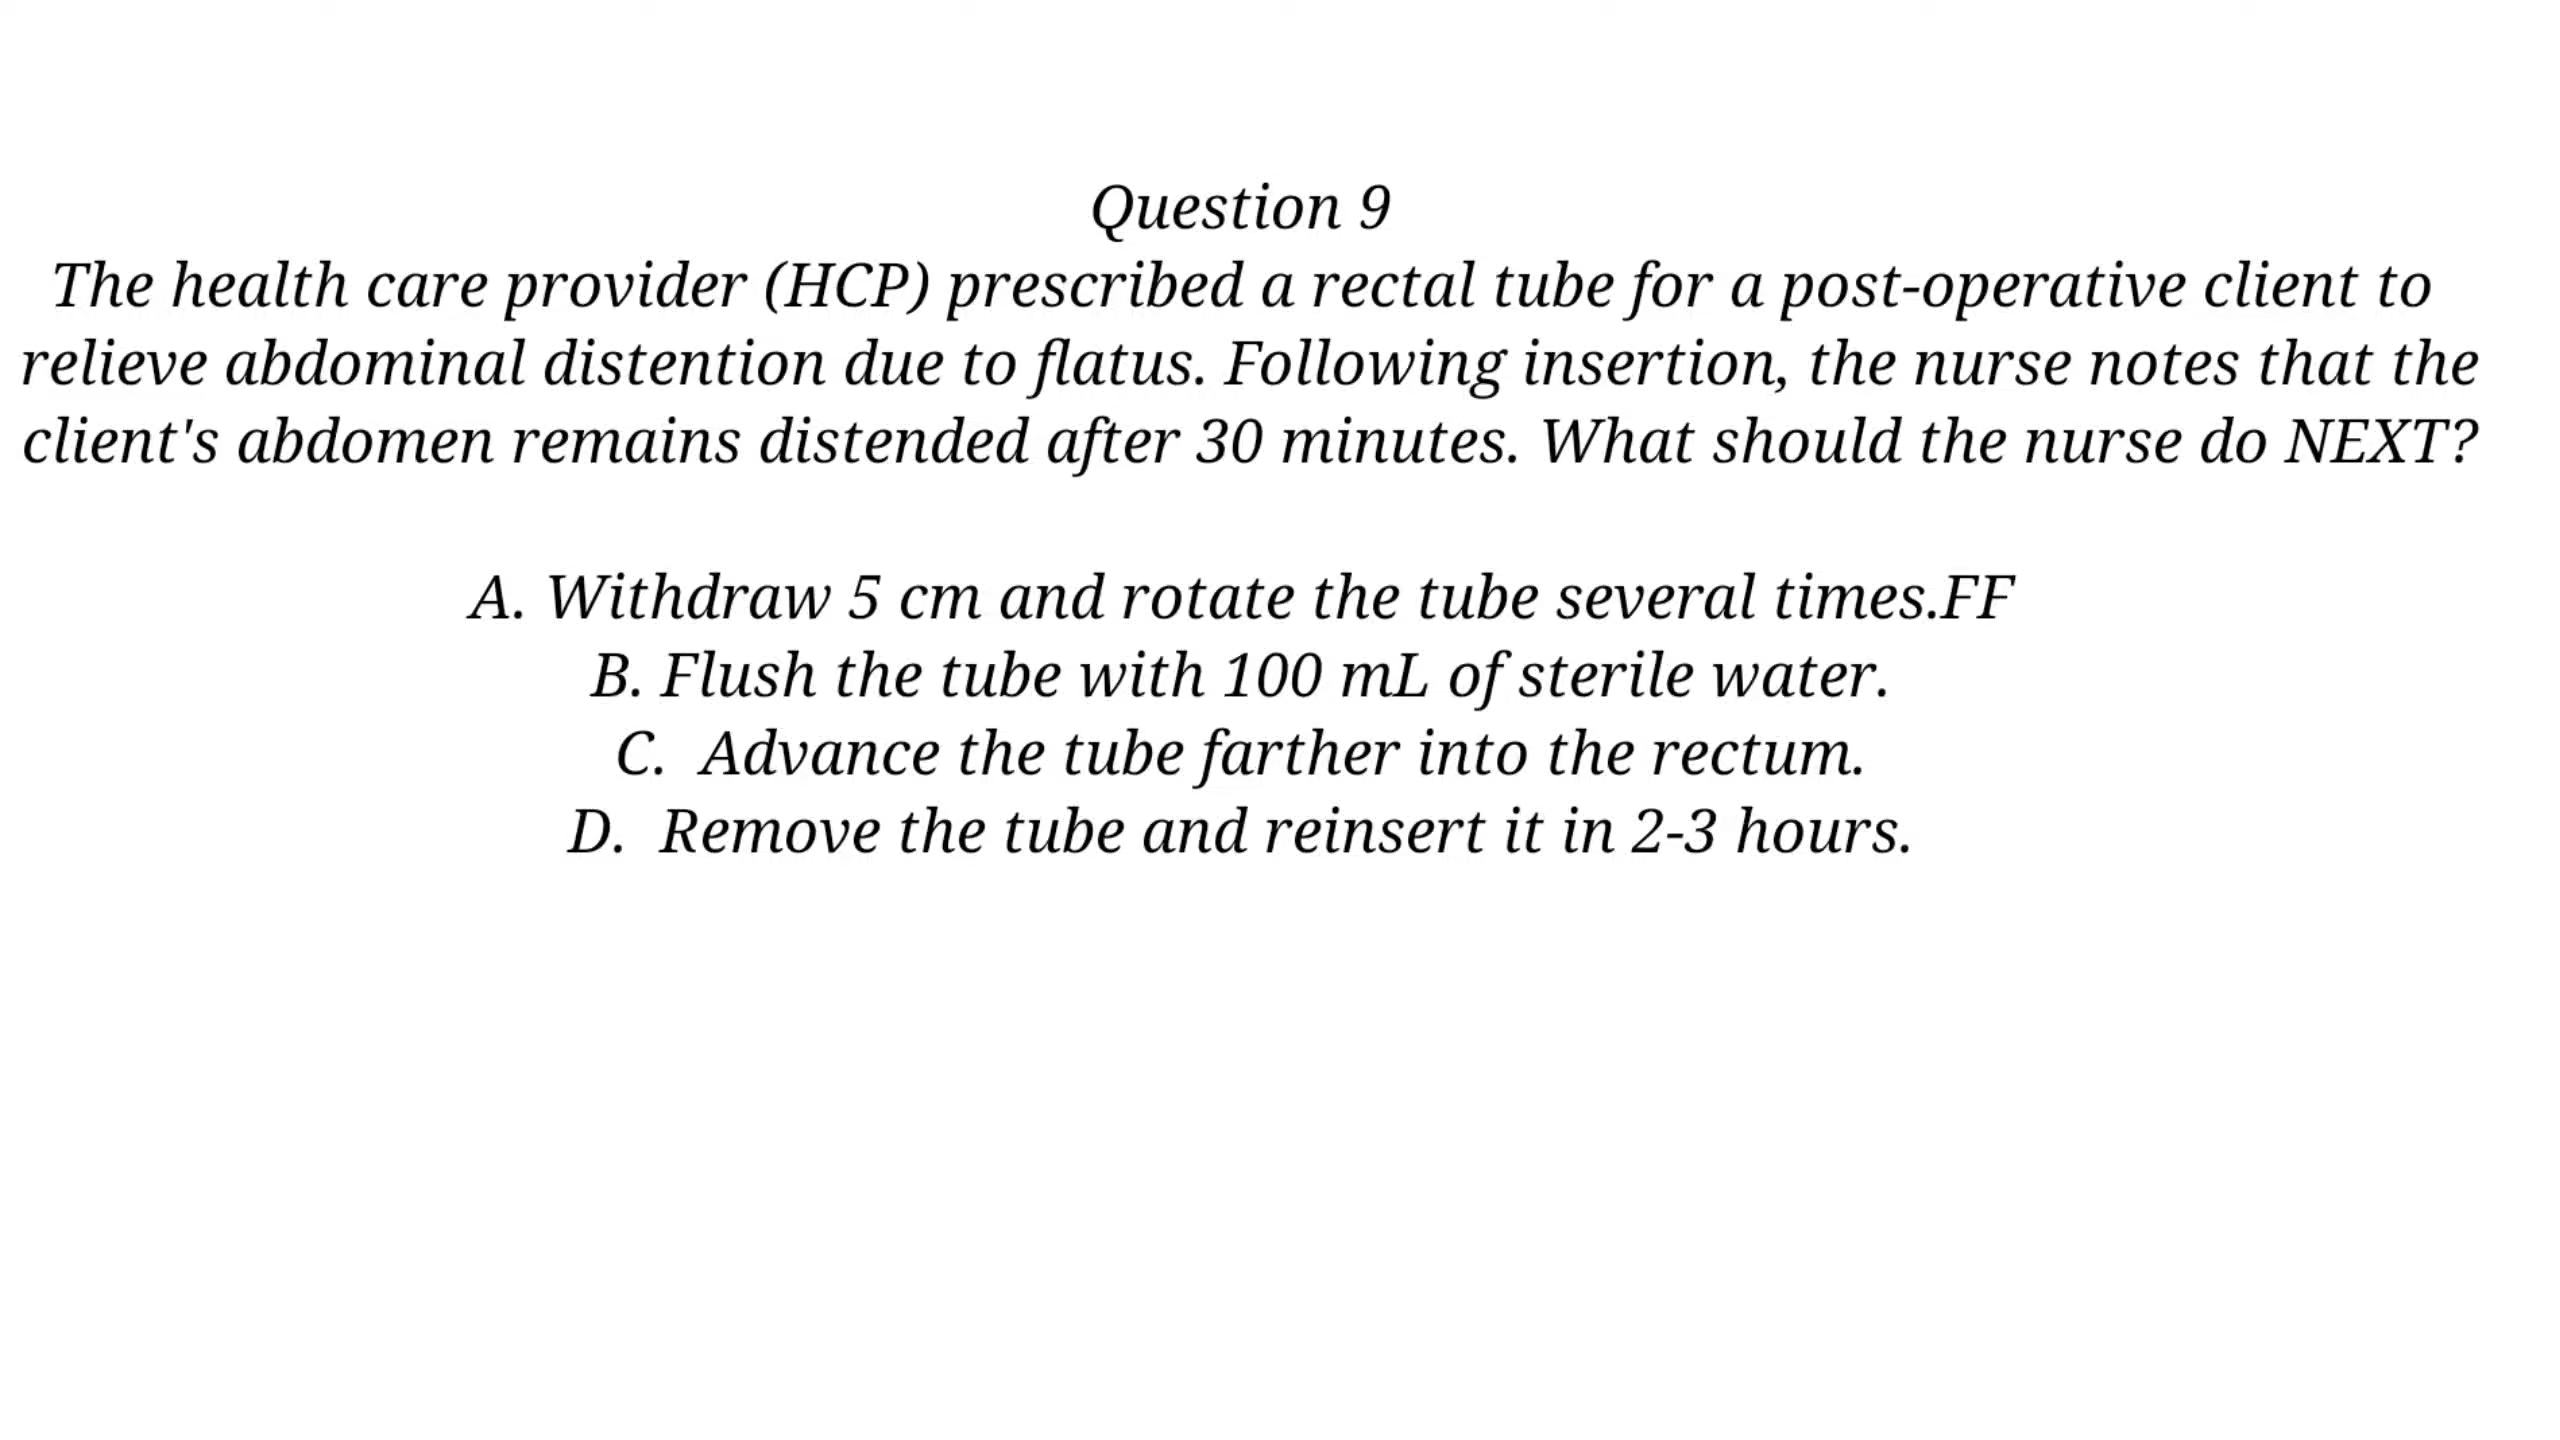 Question 9
The health care provider (HCP) prescribed a rectal tube for a post-operative client to
relieve abdominal distention due to flatus. Following insertion, the nurse notes that the
client's abdomen remains distended after 30 minutes. What should the nurse do NEXT?
A. Withdraw 5 cm and rotate the tube several times.FF
B. Flush the tube with 100 mL of sterile water.
C. Advance the tube farther into the rectum.
D. Remove the tube and reinsert it in 2-3 hours.